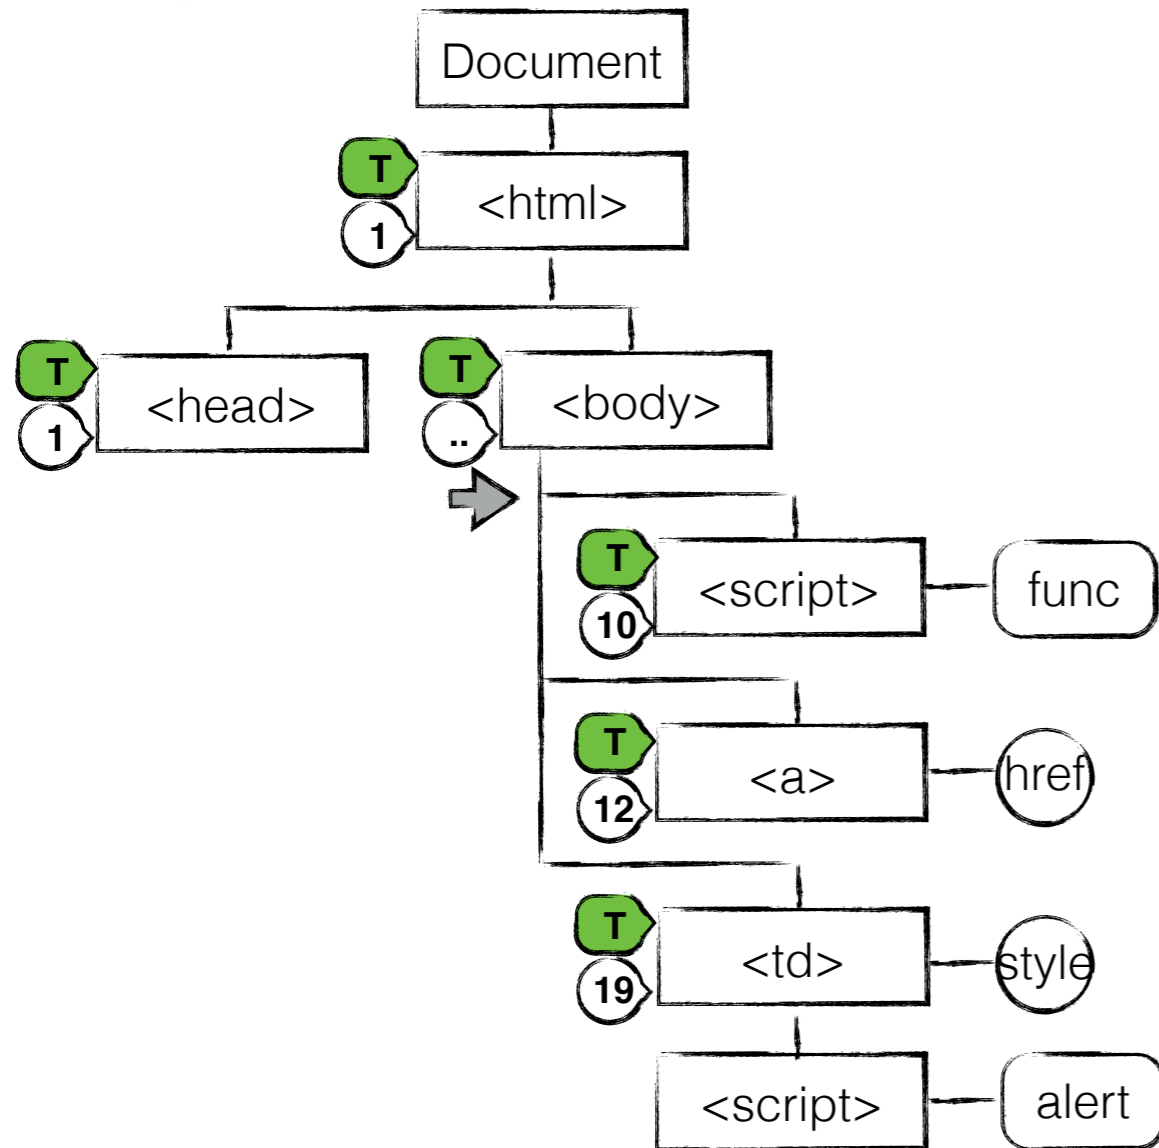 Document
T
<html>
1
T
<head>
1
T
<body>
..
T
<script>
func
10
T
<a>
href
12
T
<td>
style
19
<script>
alert